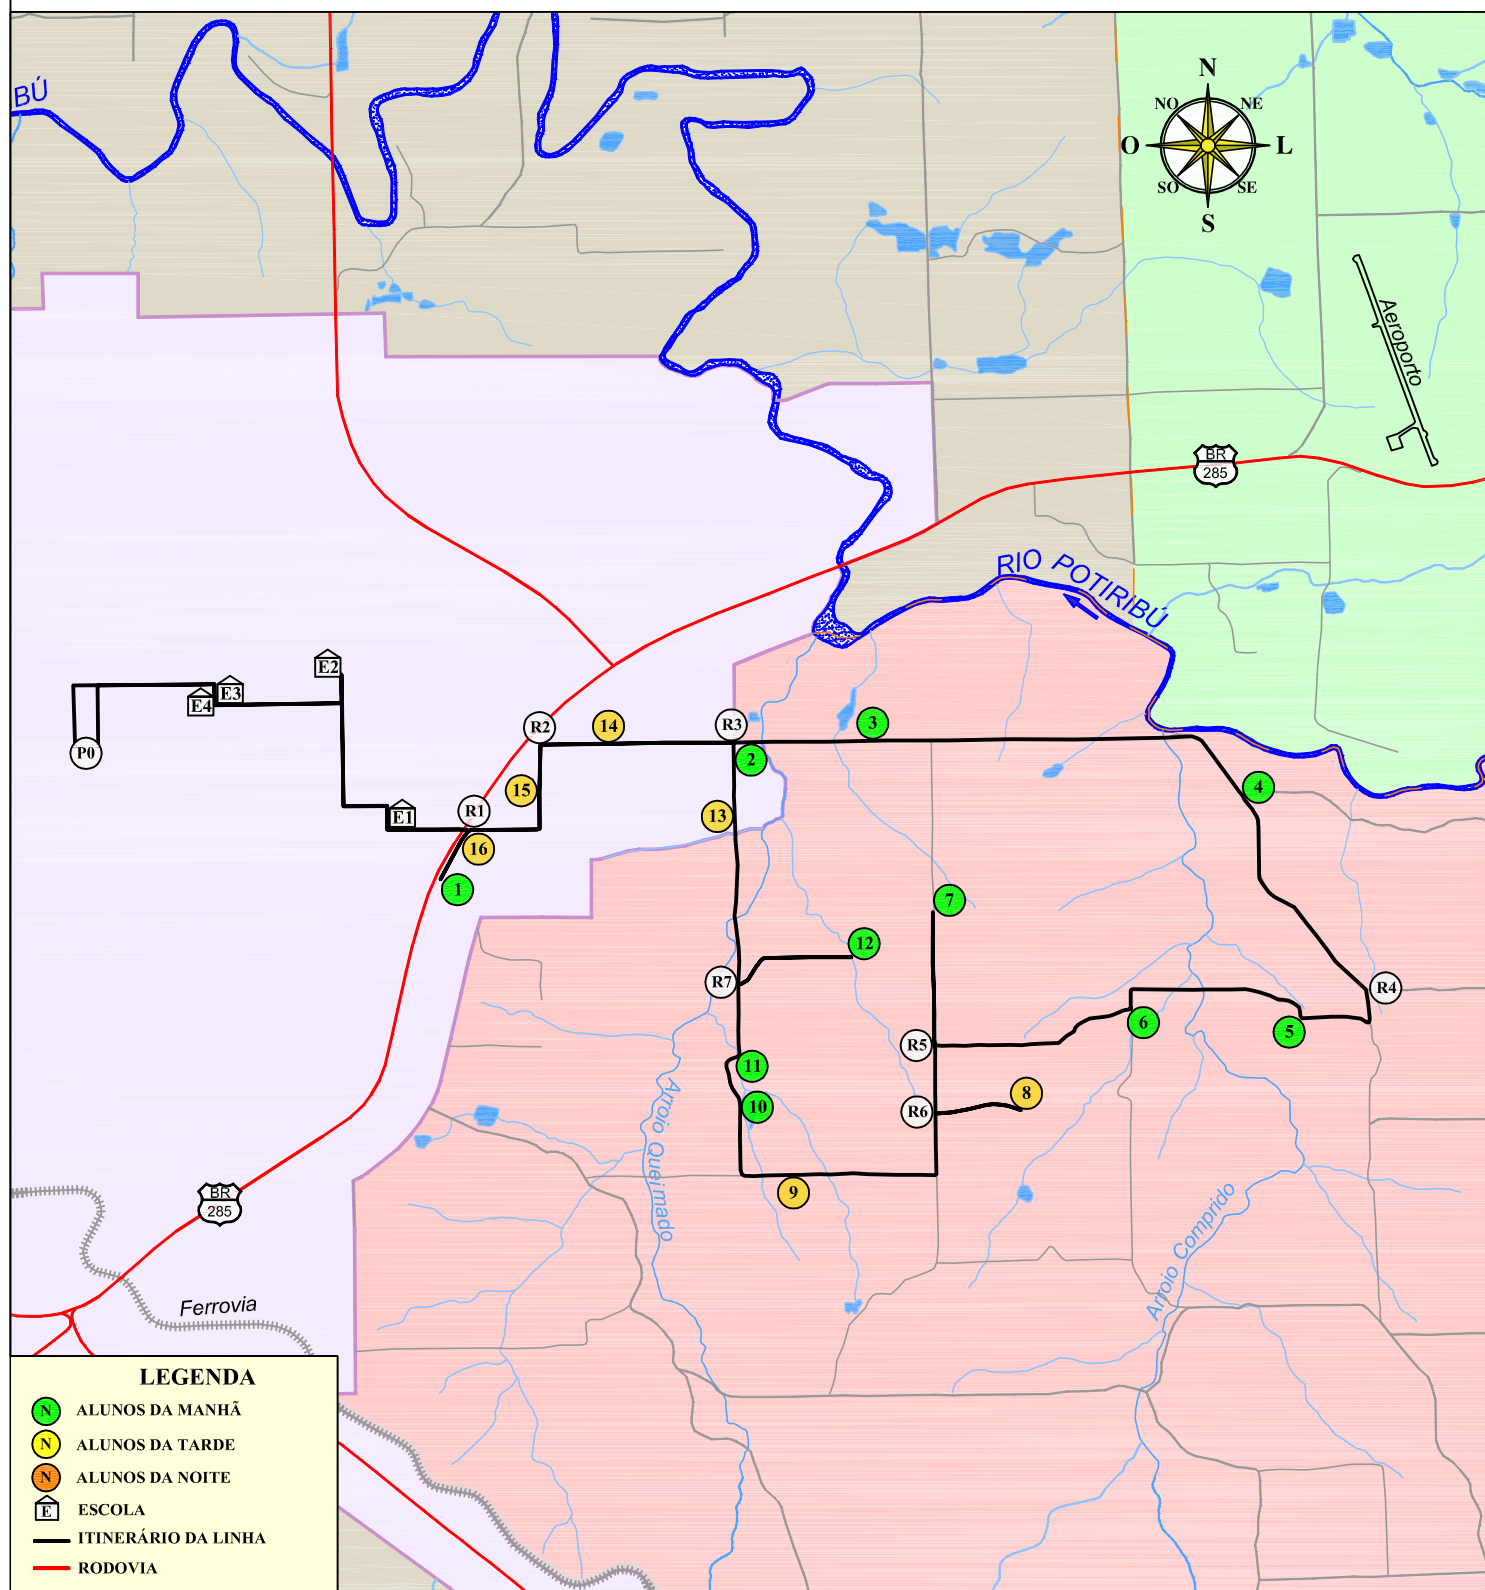 BÚ
N
NO
NE
O
L
SO
SE
S
Aeroporto
BR
285
RIO POTIRIBÚ
E2
E3
E4
P0
E1
R1
R2
14
R3
3
2
15
13
16
1
4
7
12
R7
R4
6
5
R5
11
10
8
R6
9
Arroio Queimado
Arroio Comprido
BR
285
Ferrovia
LEGENDA
N ALUNOS DA MANHÃ
N ALUNOS DA TARDE
N ALUNOS DA NOITE
E ESCOLA
ITINERÁRIO DA LINHA
RODOVIA